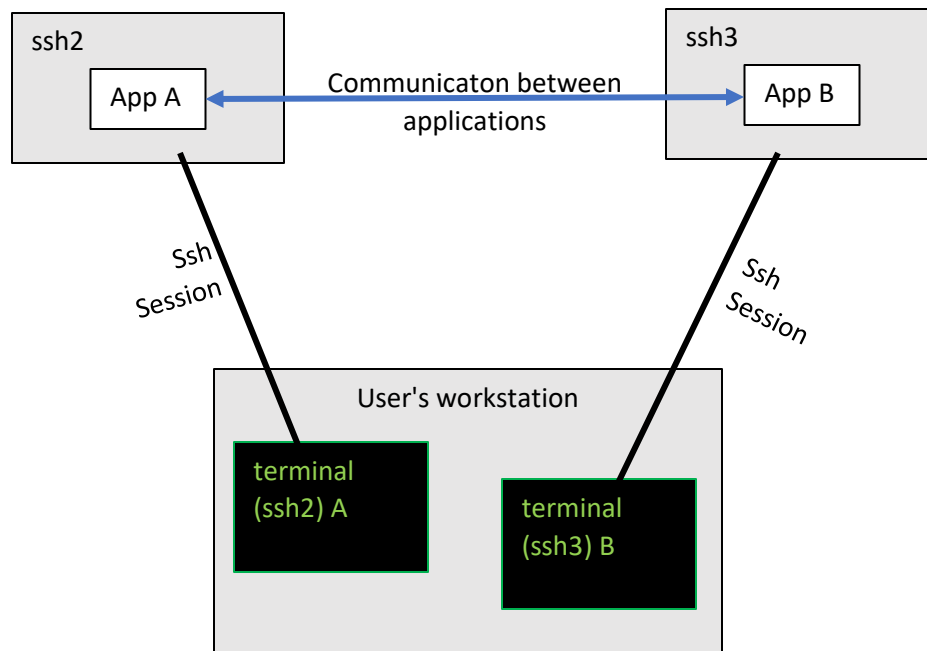 ssh2
ssh3
App A
Communicaton between
applications
App B
Ssh
Session
Ssh
Session
User's workstation
terminal
(ssh2) A
terminal
(ssh3) B